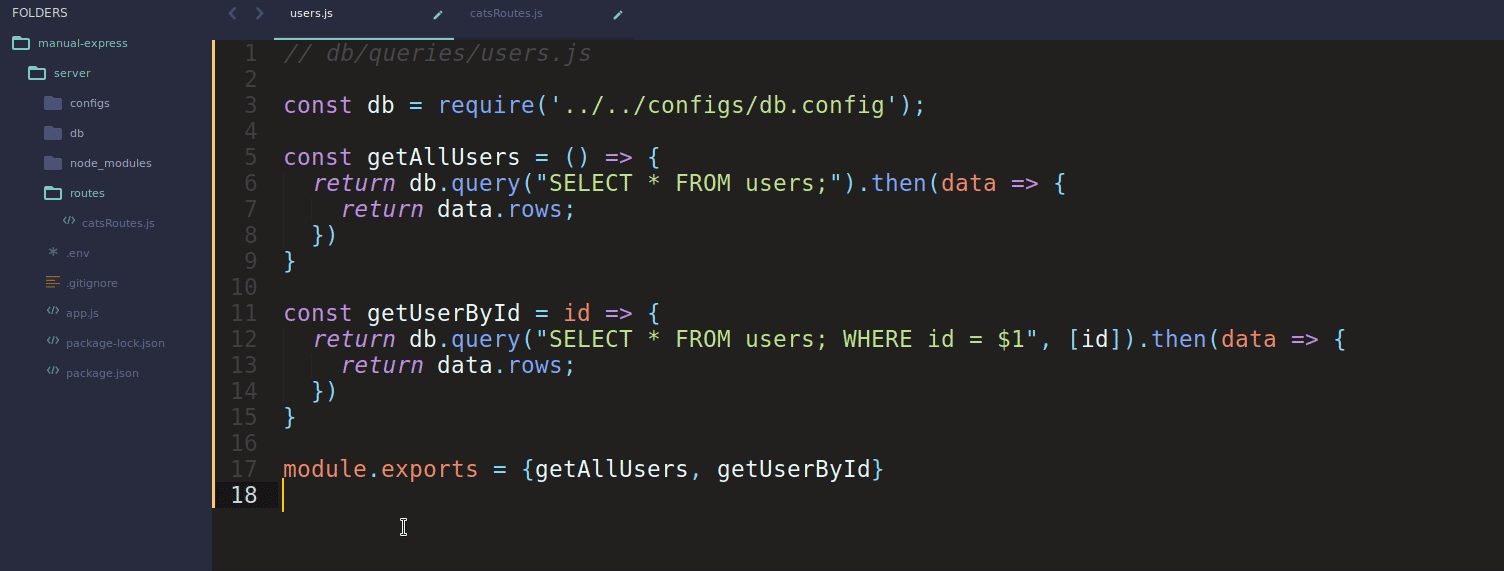 FOLDERS
manual-express
server
configs
db
node_modules
routes
catsRoutes.js
.env
.gitignore
app.js
package-lock.json
package.json
users.js
catsRoutes.js
1 // db/queries/users.js
2
3 const db = require('../../configs/db.config');
4
5 const getAllUsers = () => {
6 return db.query("SELECT * FROM users;").then(data => {
7 return data.rows;
8 })
9 }
10
11 const getUserById = id => {
12 return db.query("SELECT * FROM users; WHERE id = $1", [id]).then(data => {
13 return data.rows;
14 })
15 }
16
17 module.exports = {getAllUsers, getUserById}
18